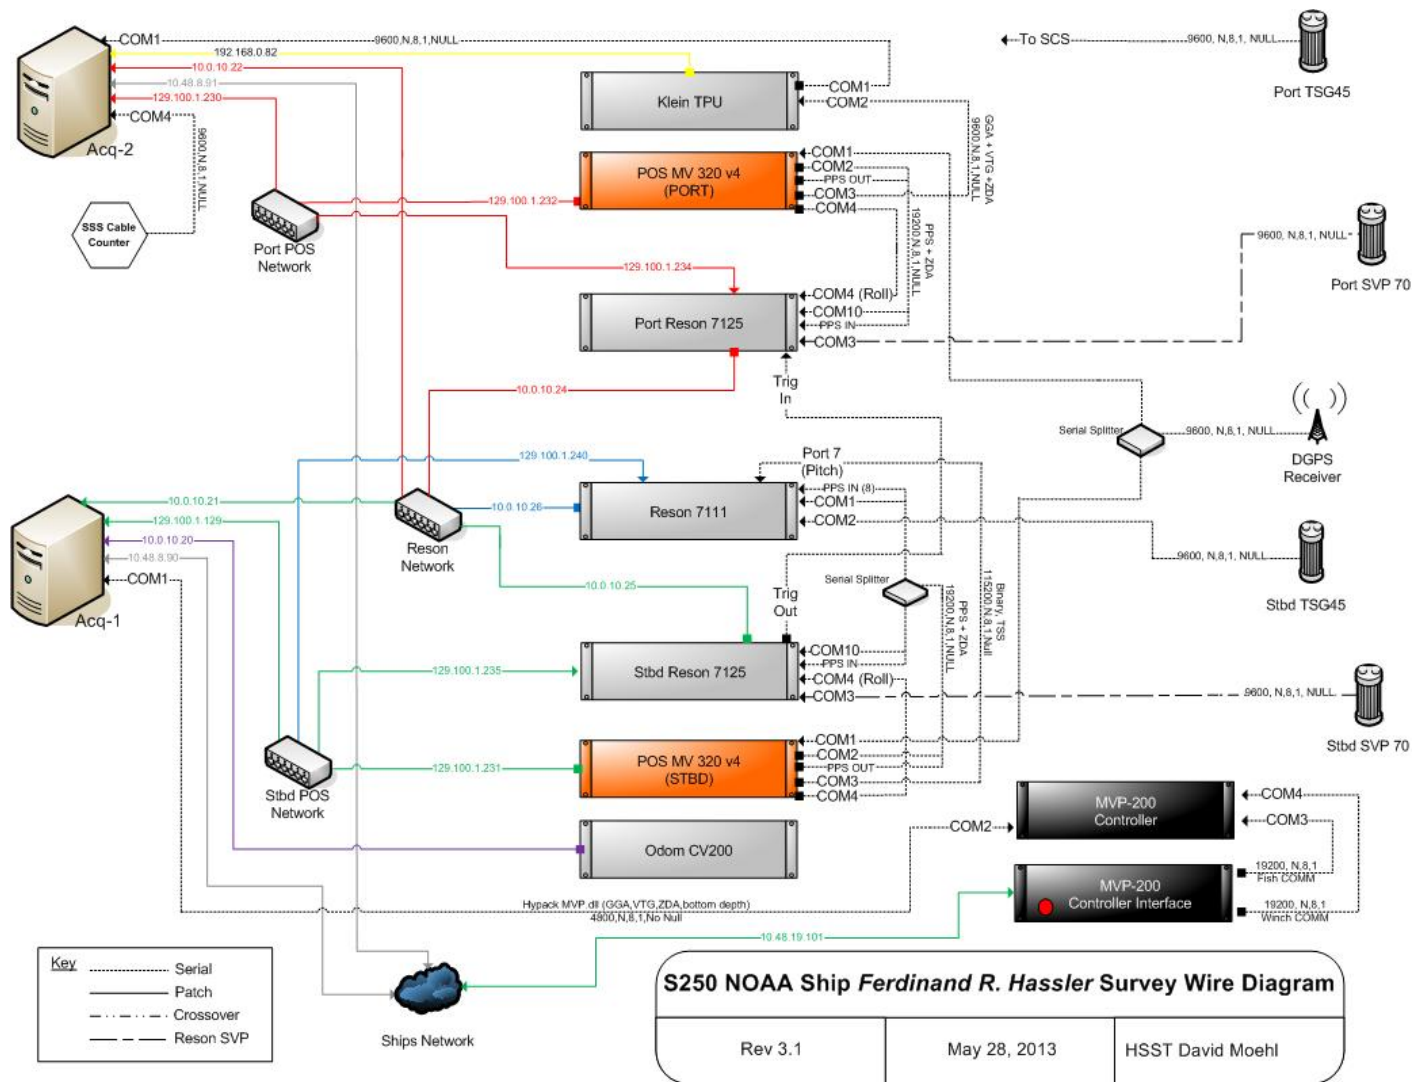 COM1
9600,N,8,1,NULL
192.168.0.82
10.0.10.22
10.48.8.91
129.100.1.230
COM4
9600,N,8,1,NULL
Acq-2
SSS Cable
Counter
Port POS
Network
Klein TPU
COM1
COM2
GGA + VTG +ZDA
9600,N,8,1,NULL
To SCS
9600, N,8,1, NULL
Port TSG45
POS MV 320 v4
(PORT)
129.100.1.232
COM1
COM2
PPS OUT
COM3
COM4
PPS + ZDA
19200,N,8,1,NULL
9600, N,8,1, NULL
Port SVP 70
129.100.1.234
Port Reson 7125
COM4 (Roll)
COM10
PPS IN
COM3
Trig
In
10.0.10.24
Serial Splitter
9600, N,8,1, NULL
DGPS
Receiver
129.100.1.240
Port 7
(Pitch)
Reson 7111
PPS IN (8)
COM1
COM2
10.0.10.21
129.100.1.129
10.0.10.20
10.48.8.90
COM1
Acq-1
10.0.10.26
Reson
Network
9600, N,8,1, NULL
Stbd TSG45
10.0.10.25
Trig
Out
Serial Splitter
PPS + ZDA
19200,N,8,1,NULL
Binary, TSS
115200,N,8,1,Null
Stbd Reson 7125
129.100.1.235
COM10
PPS IN
COM4 (Roll)
COM3
9600, N,8,1, NULL
Stbd SVP 70
POS MV 320 v4
(STBD)
129.100.1.231
COM1
COM2
PPS OUT
COM3
COM4
Stbd POS
Network
Odom CV200
COM2
MVP-200
Controller
COM4
COM3
MVP-200
Controller Interface
19200, N,8,1
Fish COMM
19200, N,8,1
Winch COMM
Hypack MVP.dll (GGA,VTG,ZDA,bottom depth)
4800,N,8,1,No Null
10.48.19.101
Ships Network
Key
Serial
Patch
Crossover
Reson SVP
S250 NOAA Ship Ferdinand R. Hassler Survey Wire Diagram
Rev 3.1
May 28, 2013
HSST David Moehl